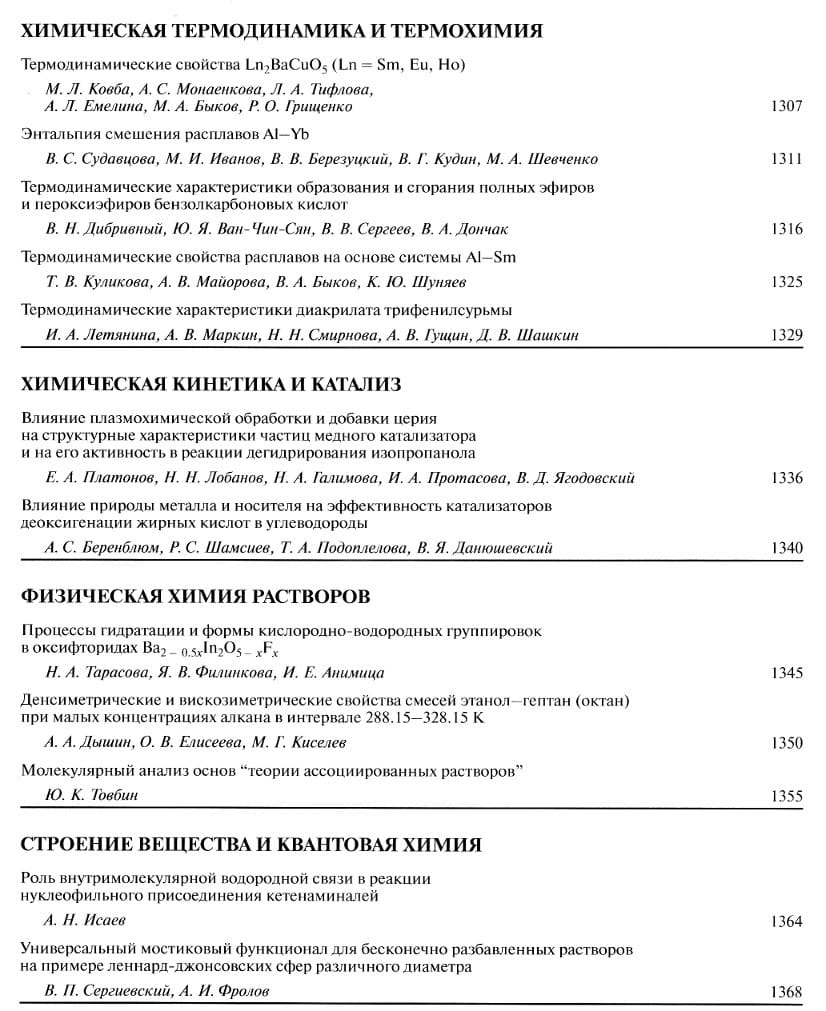 ХИМИЧЕСКАЯ ТЕРМОДИНАМИКА И ТЕРМОХИМИЯ
Термодинамические свойства Ln₂BaCuO₅ (Ln = Sm, Eu, Ho)
М. Л. Ковба, А. С. Монаенкова, Л. А. Тифлова,
А. Л. Емелина, М. А. Быков, Р. О. Грищенко 1307
Энтальпия смешения расплавов Al–Yb
В. С. Судавцова, М. И. Иванов, В. В. Березуцкий, В. Г. Кудин, М. А. Шевченко 1311
Термодинамические характеристики образования и сгорания полных эфиров
и пероксиэфиров бензолкарбоновых кислот
В. Н. Дибривный, Ю. Я. Ван-Чин-Сян, В. В. Сергеев, В. А. Дончак 1316
Термодинамические свойства расплавов на основе системы Al–Sm
Т. В. Куликова, А. В. Майорова, В. А. Быков, К. Ю. Шуняев 1325
Термодинамические характеристики диакрилата трифенилсурьмы
И. А. Летянина, А. В. Маркин, Н. Н. Смирнова, А. В. Гущин, Д. В. Шашкин 1329
ХИМИЧЕСКАЯ КИНЕТИКА И КАТАЛИЗ
Влияние плазмохимической обработки и добавки церия
на структурные характеристики частиц медного катализатора
и на его активность в реакции дегидрирования изопропанола
Е. А. Платонов, Н. Н. Лобанов, Н. А. Галимова, И. А. Протасова, В. Д. Ягодовский 1336
Влияние природы металла и носителя на эффективность катализаторов
деоксигенации жирных кислот в углеводороды
А. С. Беренблюм, Р. С. Шамсиев, Т. А. Подоплелова, В. Я. Данюшевский 1340
ФИЗИЧЕСКАЯ ХИМИЯ РАСТВОРОВ
Процессы гидратации и формы кислородно-водородных группировок
в оксифторидах Ba₂ ₋ ₀.₅ₓIn₂O₅ ₋ ₓFₓ
Н. А. Тарасова, Я. В. Филинкова, И. Е. Анимица 1345
Денсиметрические и вискозиметрические свойства смесей этанол–гептан (октан)
при малых концентрациях алкана в интервале 288.15–328.15 К
А. А. Дышин, О. В. Елисеева, М. Г. Киселев 1350
Молекулярный анализ основ “теории ассоциированных растворов”
Ю. К. Товбин 1355
СТРОЕНИЕ ВЕЩЕСТВА И КВАНТОВАЯ ХИМИЯ
Роль внутримолекулярной водородной связи в реакции
нуклеофильного присоединения кетенаминалей
А. Н. Исаев 1364
Универсальный мостиковый функционал для бесконечно разбавленных растворов
на примере леннард-джонсовских сфер различного диаметра
В. П. Сергиевский, А. И. Фролов 1368